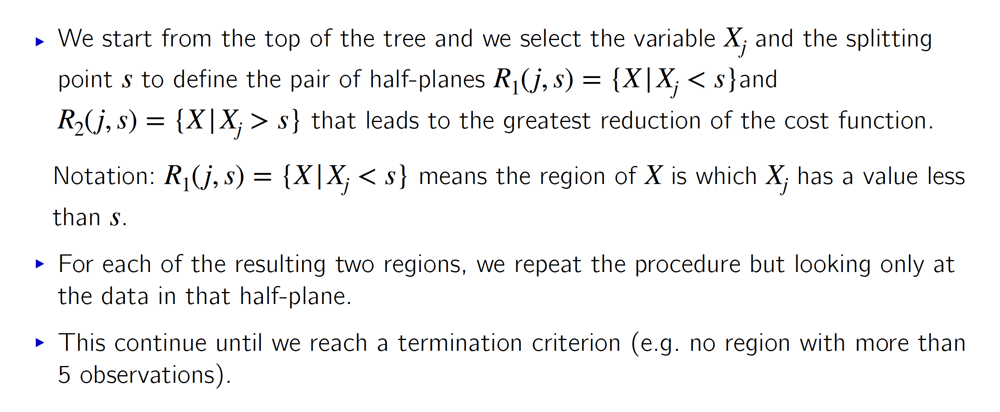 ▸ We start from the top of the tree and we select the variable X_j and the splitting
point s to define the pair of half-planes R_1(j, s) = {X | X_j < s}and
R_2(j, s) = {X | X_j > s} that leads to the greatest reduction of the cost function.
Notation: R_1(j, s) = {X | X_j < s} means the region of X is which X_j has a value less
than s.
▸ For each of the resulting two regions, we repeat the procedure but looking only at
the data in that half-plane.
▸ This continue until we reach a termination criterion (e.g. no region with more than
5 observations).